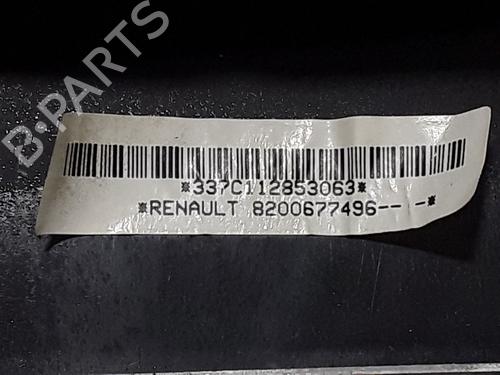 B-PARTS
*337C112853063*
*RENAULT 8200677496-- -*